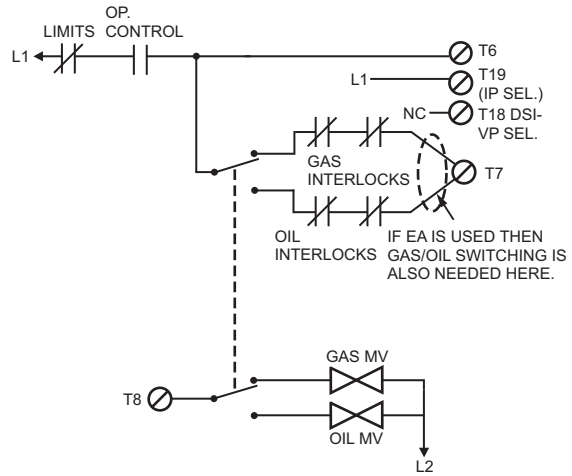 OP.
LIMITS CONTROL
L1
T6
L1
T19
(IP SEL.)
NC
T18 DSI-
VP SEL.
GAS
INTERLOCKS
T7
OIL
INTERLOCKS
IF EA IS USED THEN
GAS/OIL SWITCHING IS
ALSO NEEDED HERE.
GAS MV
T8
OIL MV
L2